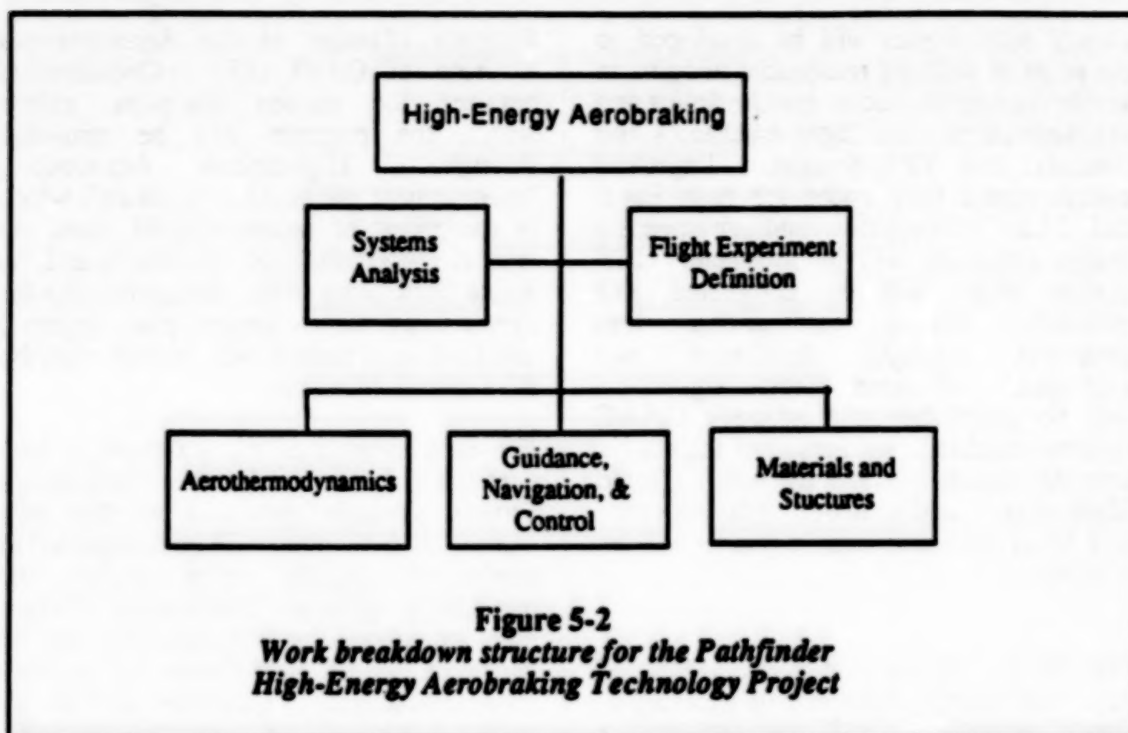 High-Energy Aerobraking
Systems
Analysis
Flight Experiment
Definition
Aerothermodynamics
Guidance,
Navigation, &
Control
Materials and
Stuctures
Figure 5-2
Work breakdown structure for the Pathfinder
High-Energy Aerobraking Technology Project